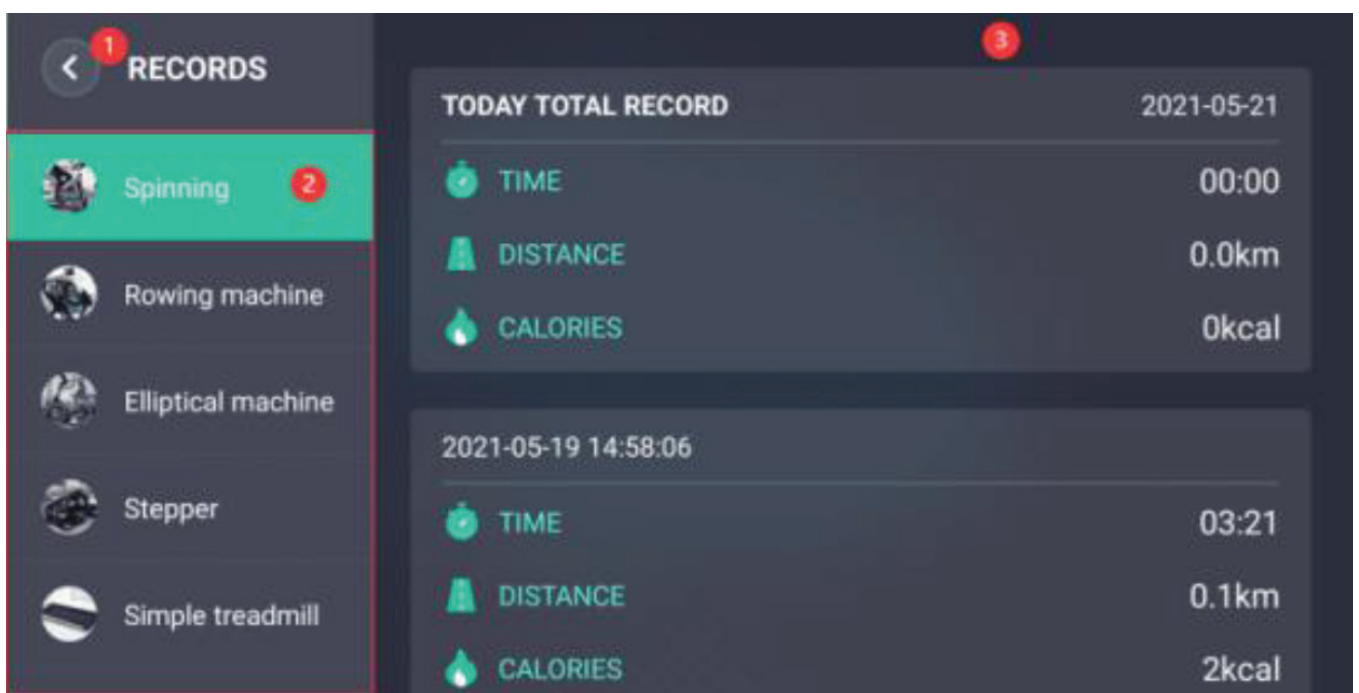 1
RECORDS
Spinning 2
Rowing machine
Elliptical machine
Stepper
Simple treadmill
3
TODAY TOTAL RECORD 2021-05-21
TIME 00:00
DISTANCE 0.0km
CALORIES 0kcal
2021-05-19 14:58:06
TIME 03:21
DISTANCE 0.1km
CALORIES 2kcal